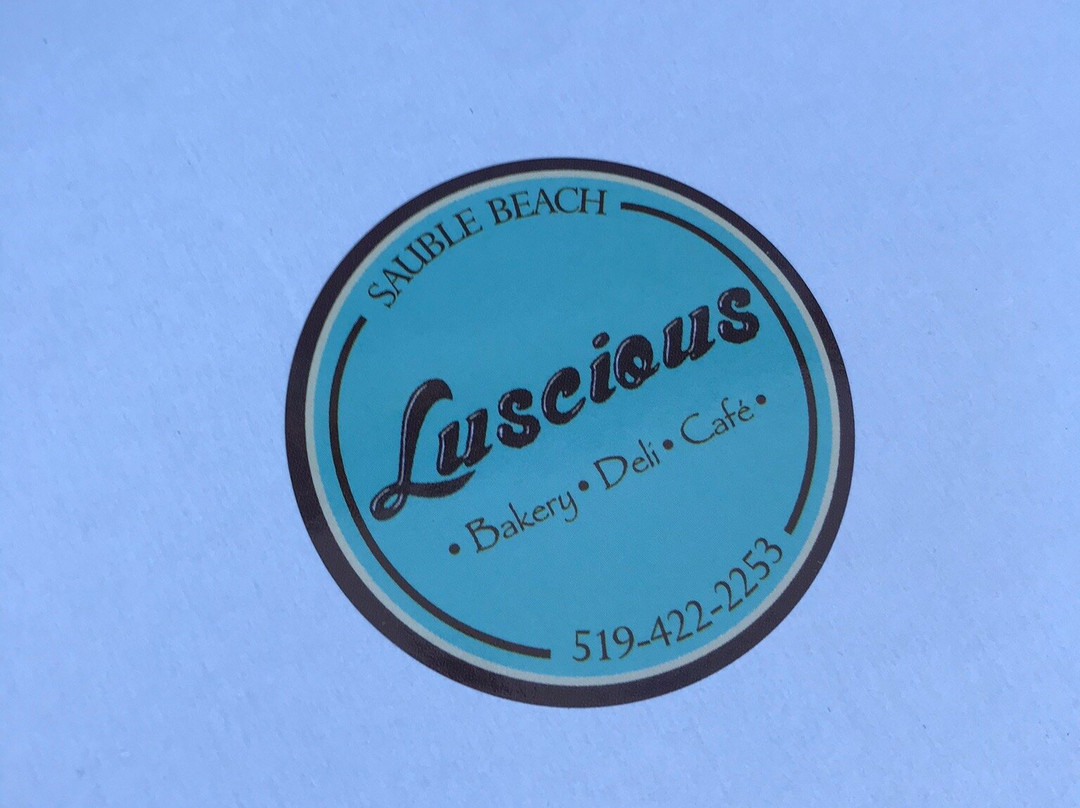 SAUBLE BEACH
Luscious
• Bakery • Deli • Café •
519-422-2253